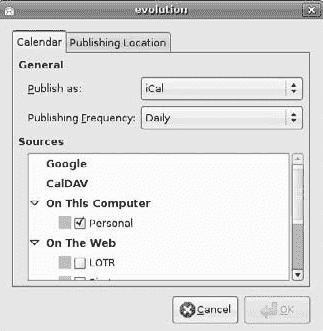 evolution
Calendar
Publishing Location
General
Publish as:
iCal
Publishing Frequency:
Daily
Sources
Google
CalDAV
On This Computer
Personal
On The Web
LOTR
Cancel
OK